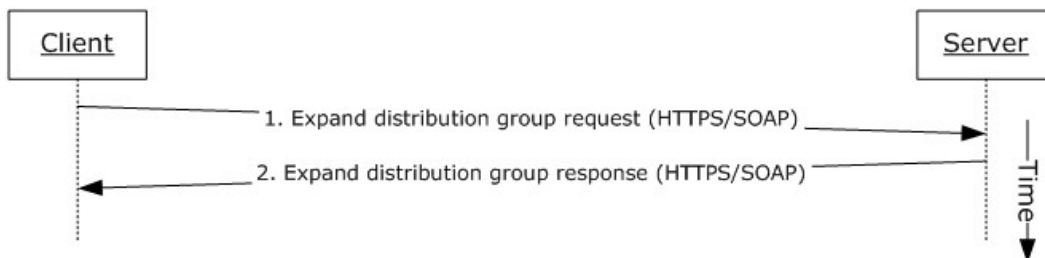 Client
Server
1. Expand distribution group request (HTTPS/SOAP)
2. Expand distribution group response (HTTPS/SOAP)
Time